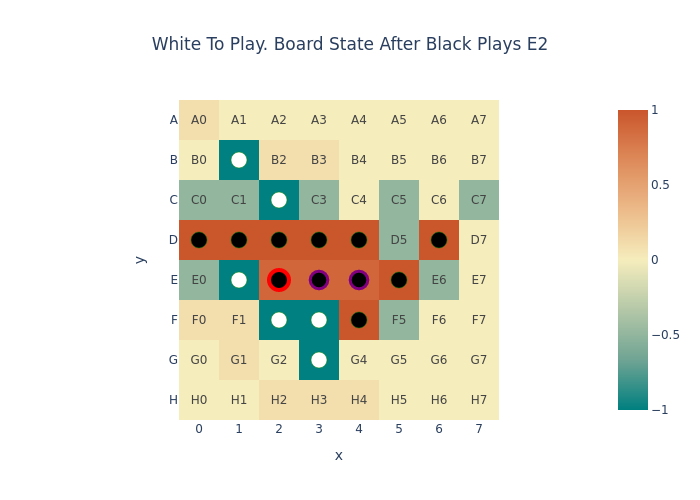 White To Play. Board State After Black Plays E2
A A0 A1 A2 A3 A4 A5 A6 A7
B B0 B2 B3 B4 B5 B6 B7
C C0 C1 C3 C4 C5 C6 C7
D D5 D7
E E0 E6 E7
F F0 F1 F5 F6 F7
G G0 G1 G2 G4 G5 G6 G7
H H0 H1 H2 H3 H4 H5 H6 H7
0 1 2 3 4 5 6 7
x
y
1
0.5
0
−0.5
−1